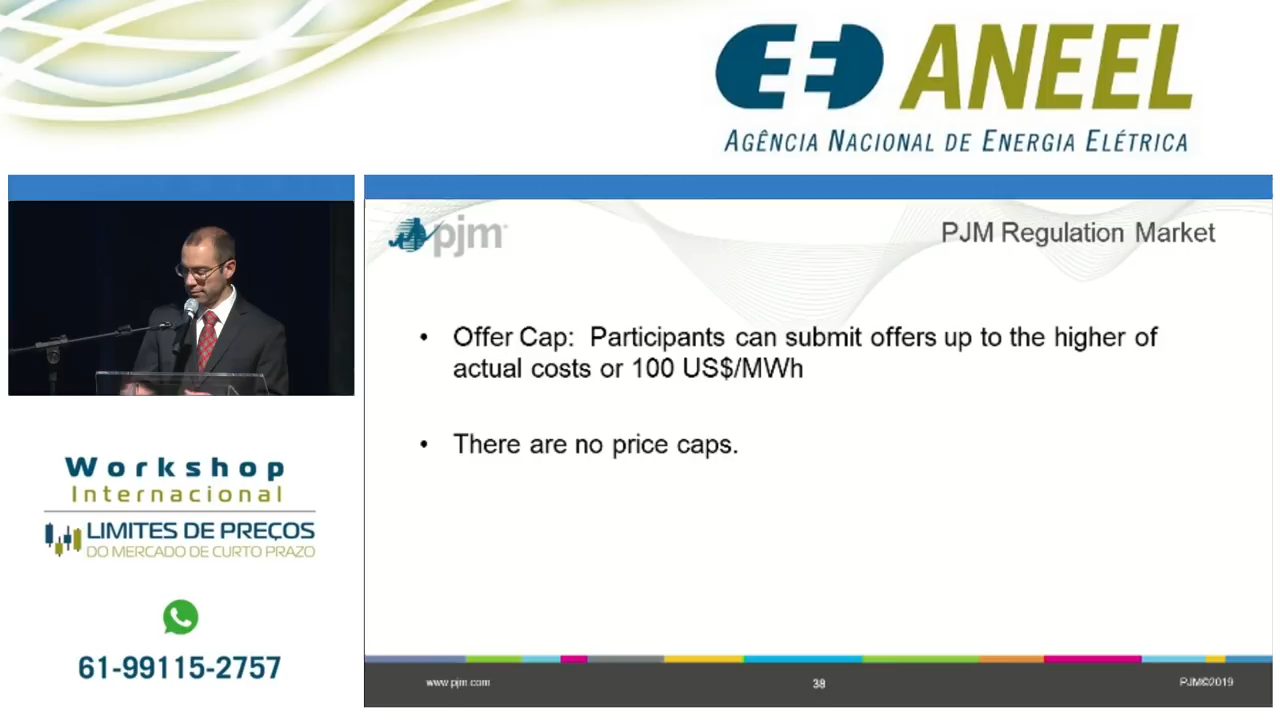 ANEEL
AGÊNCIA NACIONAL DE ENERGIA ELÉTRICA
pjm
PJM Regulation Market
• Offer Cap: Participants can submit offers up to the higher of
actual costs or 100 US$/MWh
• There are no price caps.
www.pjm.com
38
PJM©2019
Workshop
Internacional
LIMITES DE PREÇOS
DO MERCADO DE CURTO PRAZO
61-99115-2757